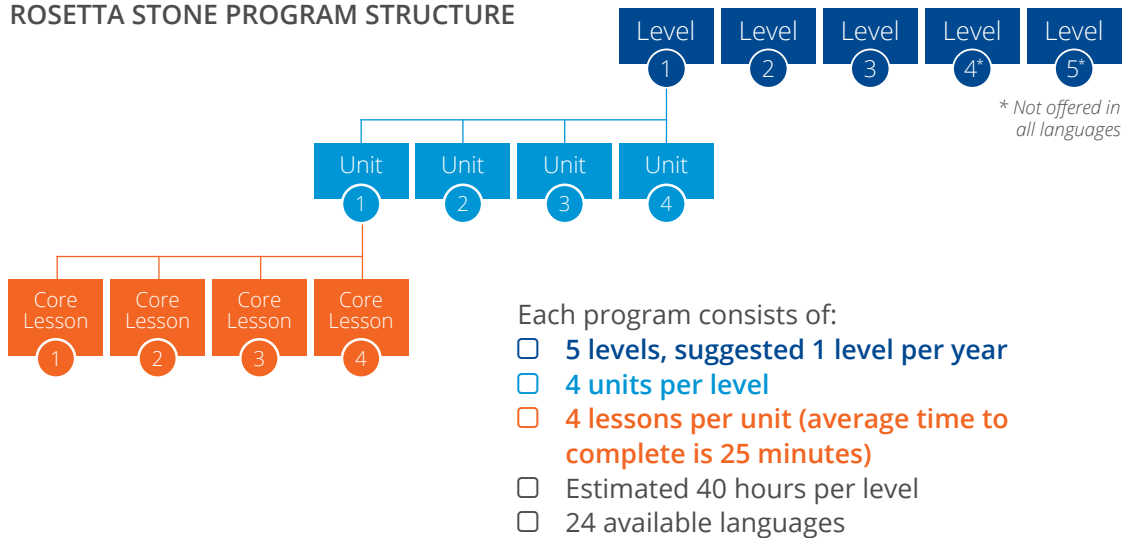 ROSETTA STONE PROGRAM STRUCTURE
Level Level Level Level Level
1 2 3 4* 5*
* Not offered in
all languages
Unit Unit Unit Unit
1 2 3 4
Core Core Core Core
Lesson Lesson Lesson Lesson
1 2 3 4
Each program consists of:
5 levels, suggested 1 level per year
4 units per level
4 lessons per unit (average time to
complete is 25 minutes)
Estimated 40 hours per level
24 available languages